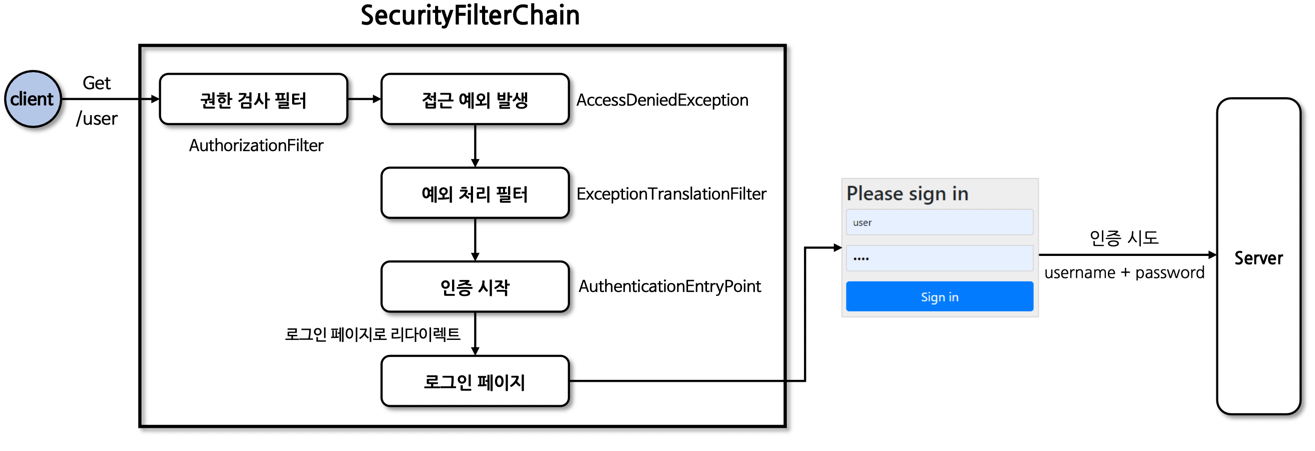 SecurityFilterChain
client
Get
/user
권한 검사 필터
AuthorizationFilter
접근 예외 발생
AccessDeniedException
예외 처리 필터
ExceptionTranslationFilter
인증 시작
AuthenticationEntryPoint
로그인 페이지로 리다이렉트
로그인 페이지
Please sign in
user
••••
Sign in
인증 시도
username + password
Server